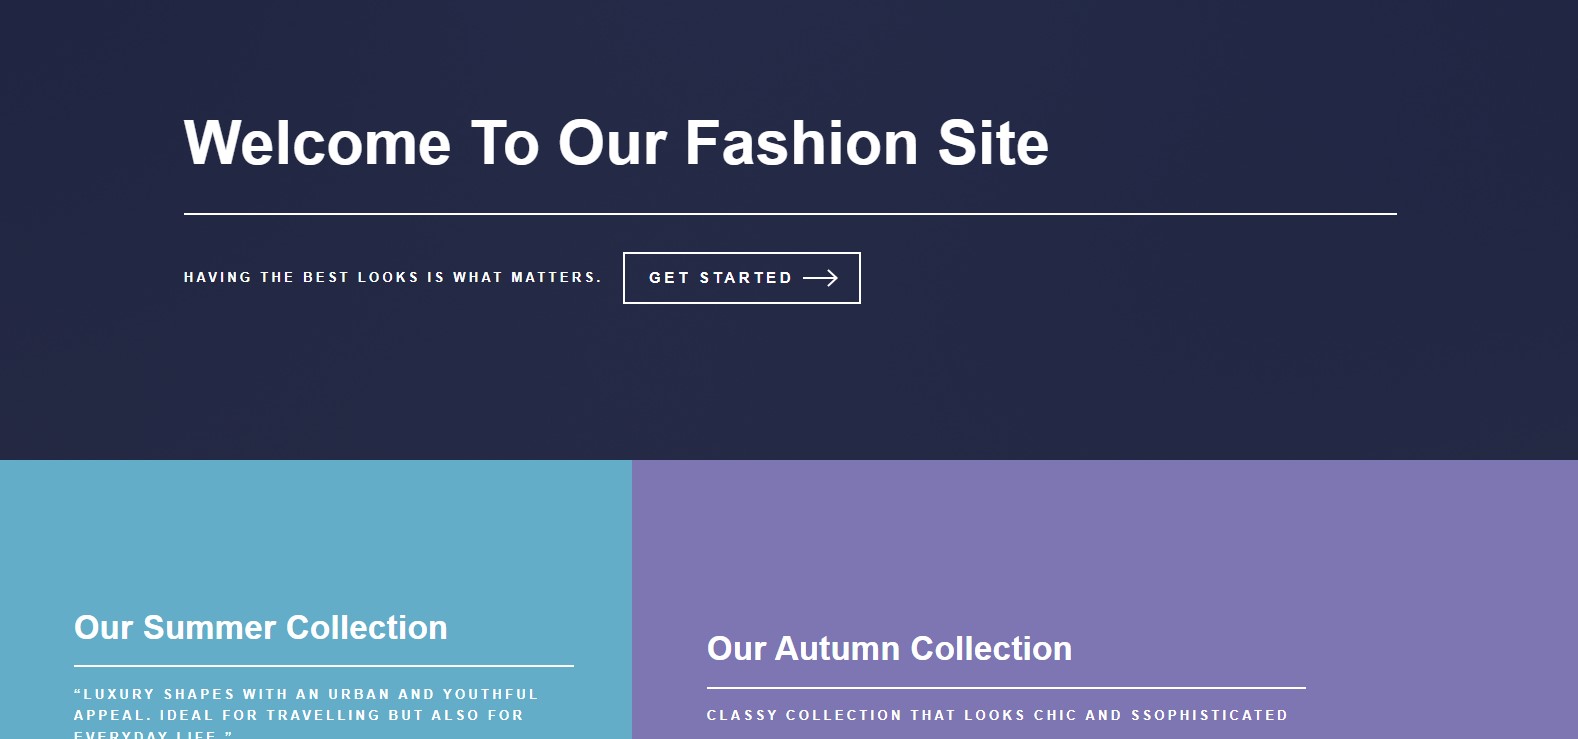 Welcome To Our Fashion Site
HAVING THE BEST LOOKS IS WHAT MATTERS.
GET STARTED
Our Summer Collection
“LUXURY SHAPES WITH AN URBAN AND YOUTHFUL
APPEAL. IDEAL FOR TRAVELLING BUT ALSO FOR
EVERYDAY LIFE.”
Our Autumn Collection
CLASSY COLLECTION THAT LOOKS CHIC AND SSOPHISTICATED